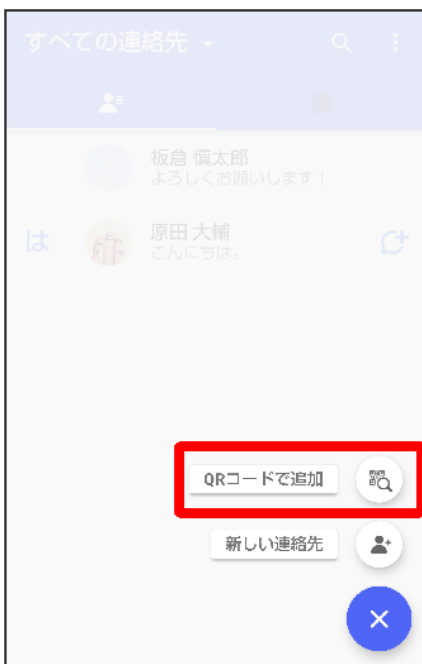 すべての連絡先
板倉 慎太郎
よろしくお願いします！
は
原田 大輔
こんにちは。
QRコードで追加
新しい連絡先